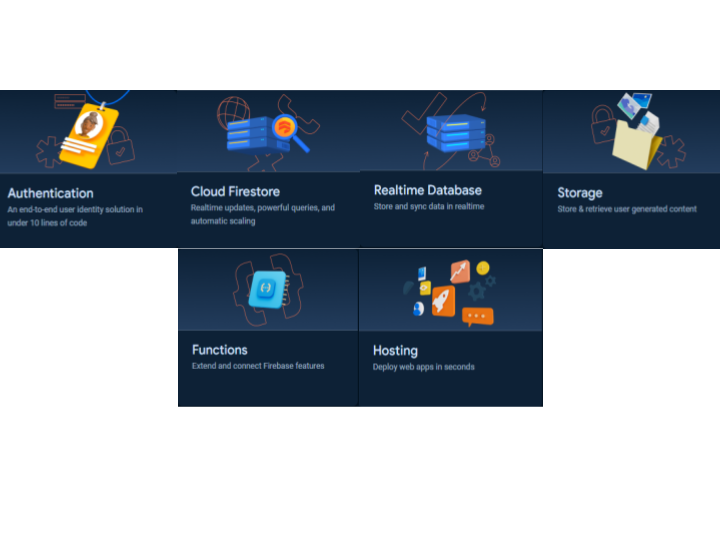 Authentication
An end-to-end user identity solution in
under 10 lines of code
Cloud Firestore
Realtime updates, powerful queries, and
automatic scaling
Realtime Database
Store and sync data in realtime
Storage
Store & retrieve user generated content
Functions
Extend and connect Firebase features
Hosting
Deploy web apps in seconds